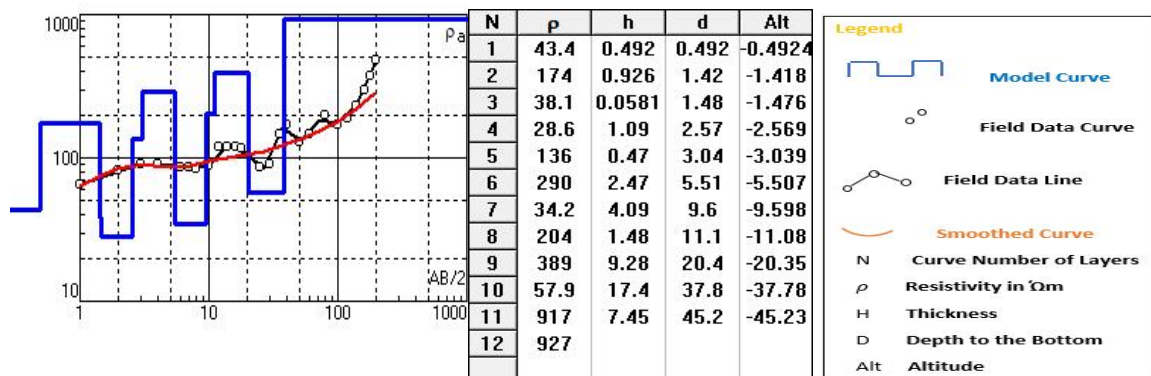 1000
ρa
100
10
AB/2
1 10 100 1000
N ρ h d Alt
1 43.4 0.492 0.492 -0.4924
2 174 0.926 1.42 -1.418
3 38.1 0.0581 1.48 -1.476
4 28.6 1.09 2.57 -2.569
5 136 0.47 3.04 -3.039
6 290 2.47 5.51 -5.507
7 34.2 4.09 9.6 -9.598
8 204 1.48 11.1 -11.08
9 389 9.28 20.4 -20.35
10 57.9 17.4 37.8 -37.78
11 917 7.45 45.2 -45.23
12 927
Legend
Model Curve
Field Data Curve
Field Data Line
Smoothed Curve
N Curve Number of Layers
ρ Resistivity in Ωm
H Thickness
D Depth to the Bottom
Alt Altitude